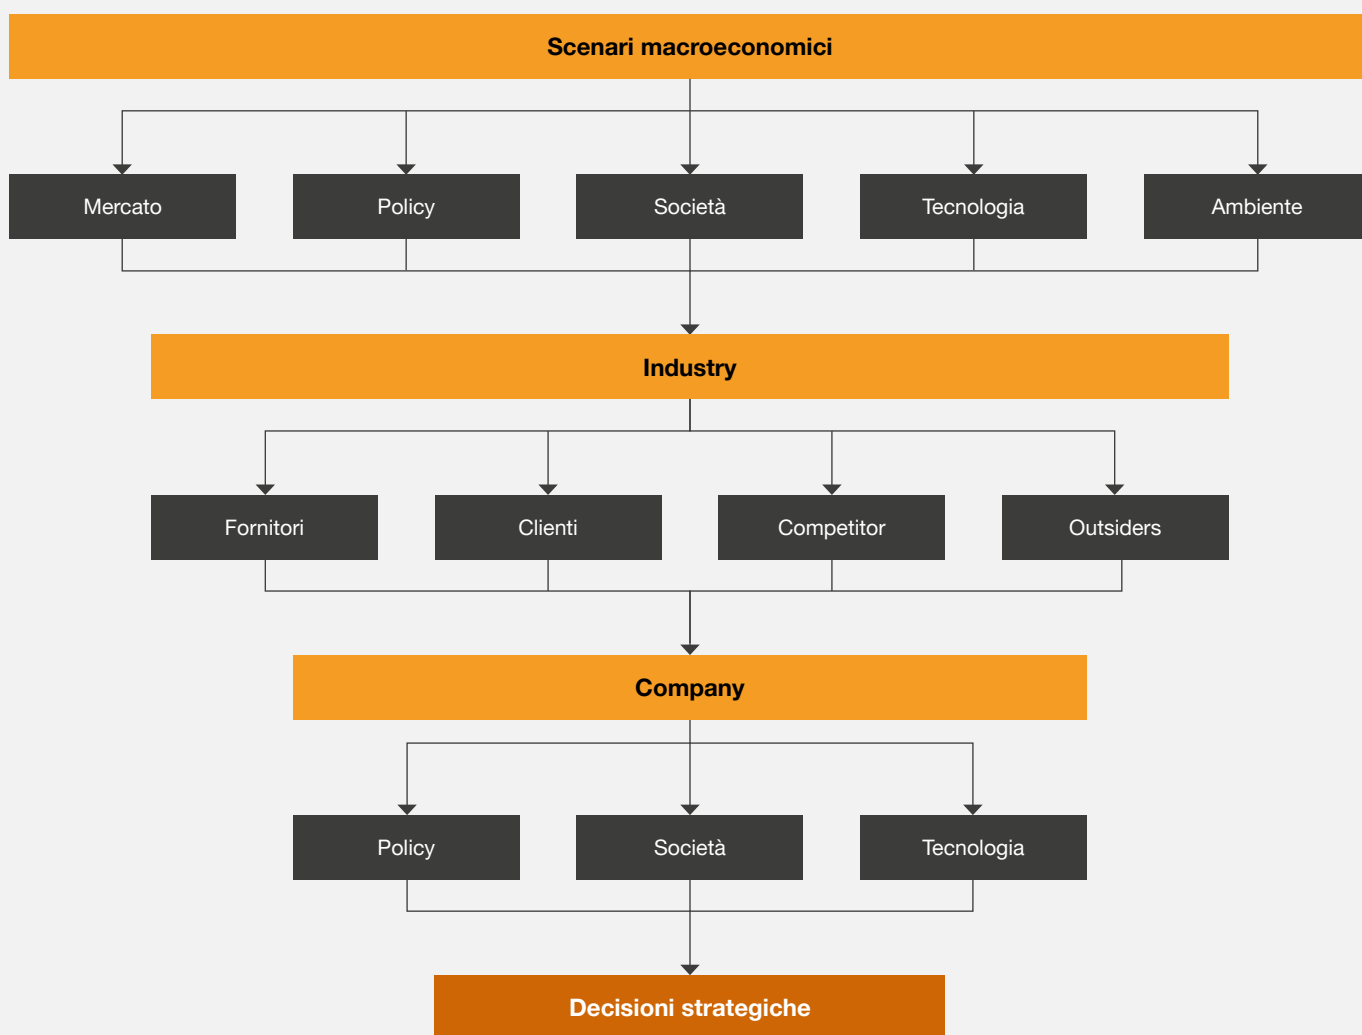 Scenari macroeconomici
Mercato
Policy
Società
Tecnologia
Ambiente
Industry
Fornitori
Clienti
Competitor
Outsiders
Company
Policy
Società
Tecnologia
Decisioni strategiche